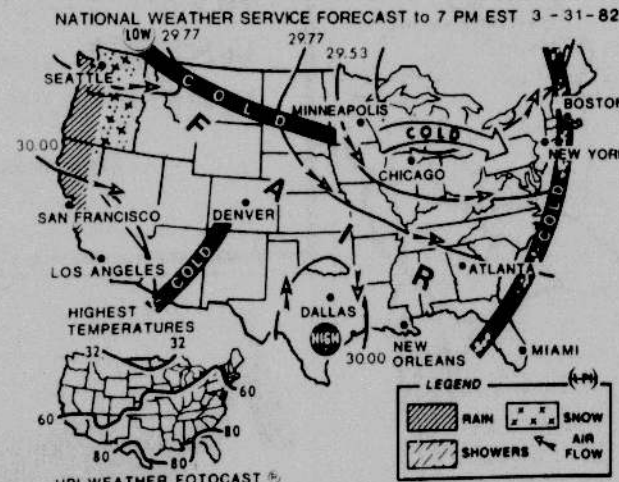 NATIONAL WEATHER SERVICE FORECAST to 7 PM EST 3 - 31 - 82
LOW
29.77
29.77
29.53
SEATTLE
COLD
MINNEAPOLIS
BOSTON
COLD
NEW YORK
30.00
CHICAGO
FAIR
SAN FRANCISCO
DENVER
COLD
LOS ANGELES
COLD
ATLANTA
HIGHEST
TEMPERATURES
DALLAS
HIGH
30.00
NEW
ORLEANS
MIAMI
32
32
60
60
80
80
80
LEGEND
RAIN
SNOW
SHOWERS
AIR
FLOW
UPI WEATHER FOTOCAST